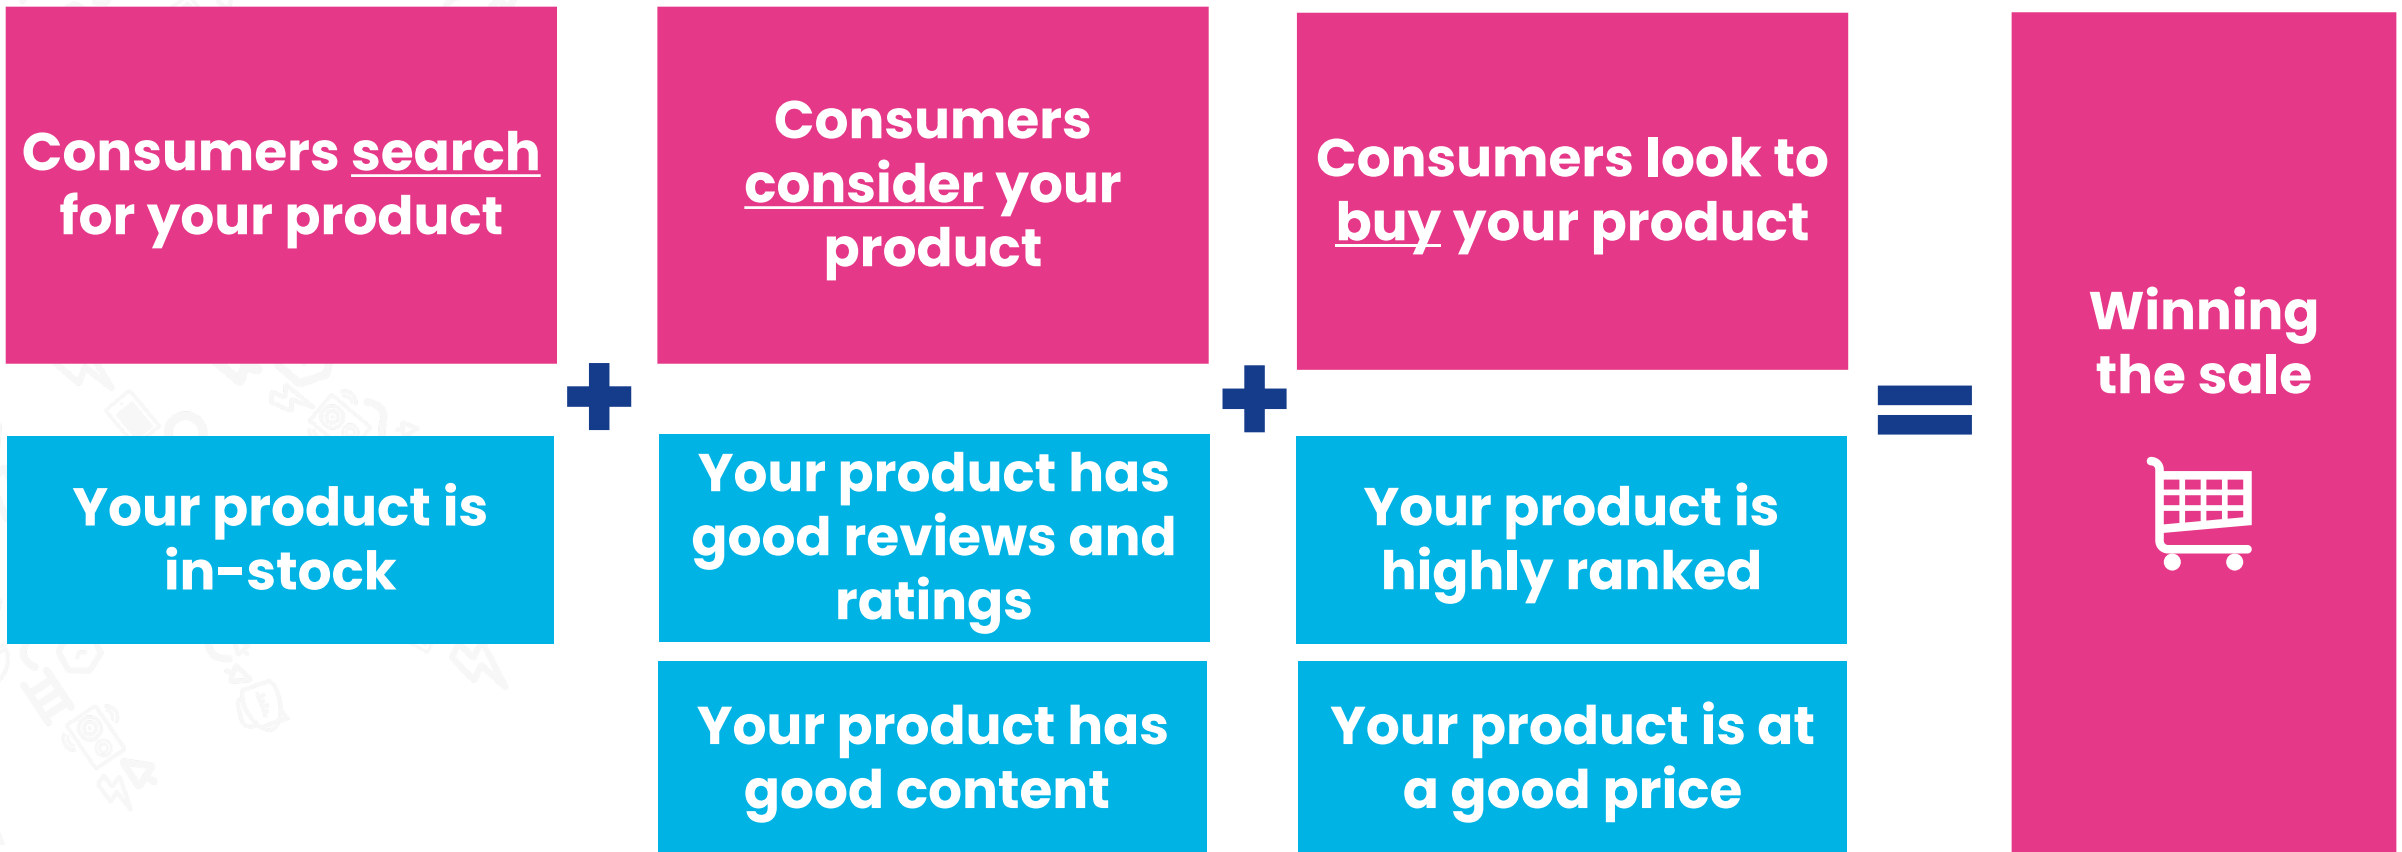 Consumers search
for your product
Your product is
in-stock
Consumers
consider your
product
Your product has
good reviews and
ratings
Your product has
good content
Consumers look to
buy your product
Your product is
highly ranked
Your product is at
a good price
Winning
the sale